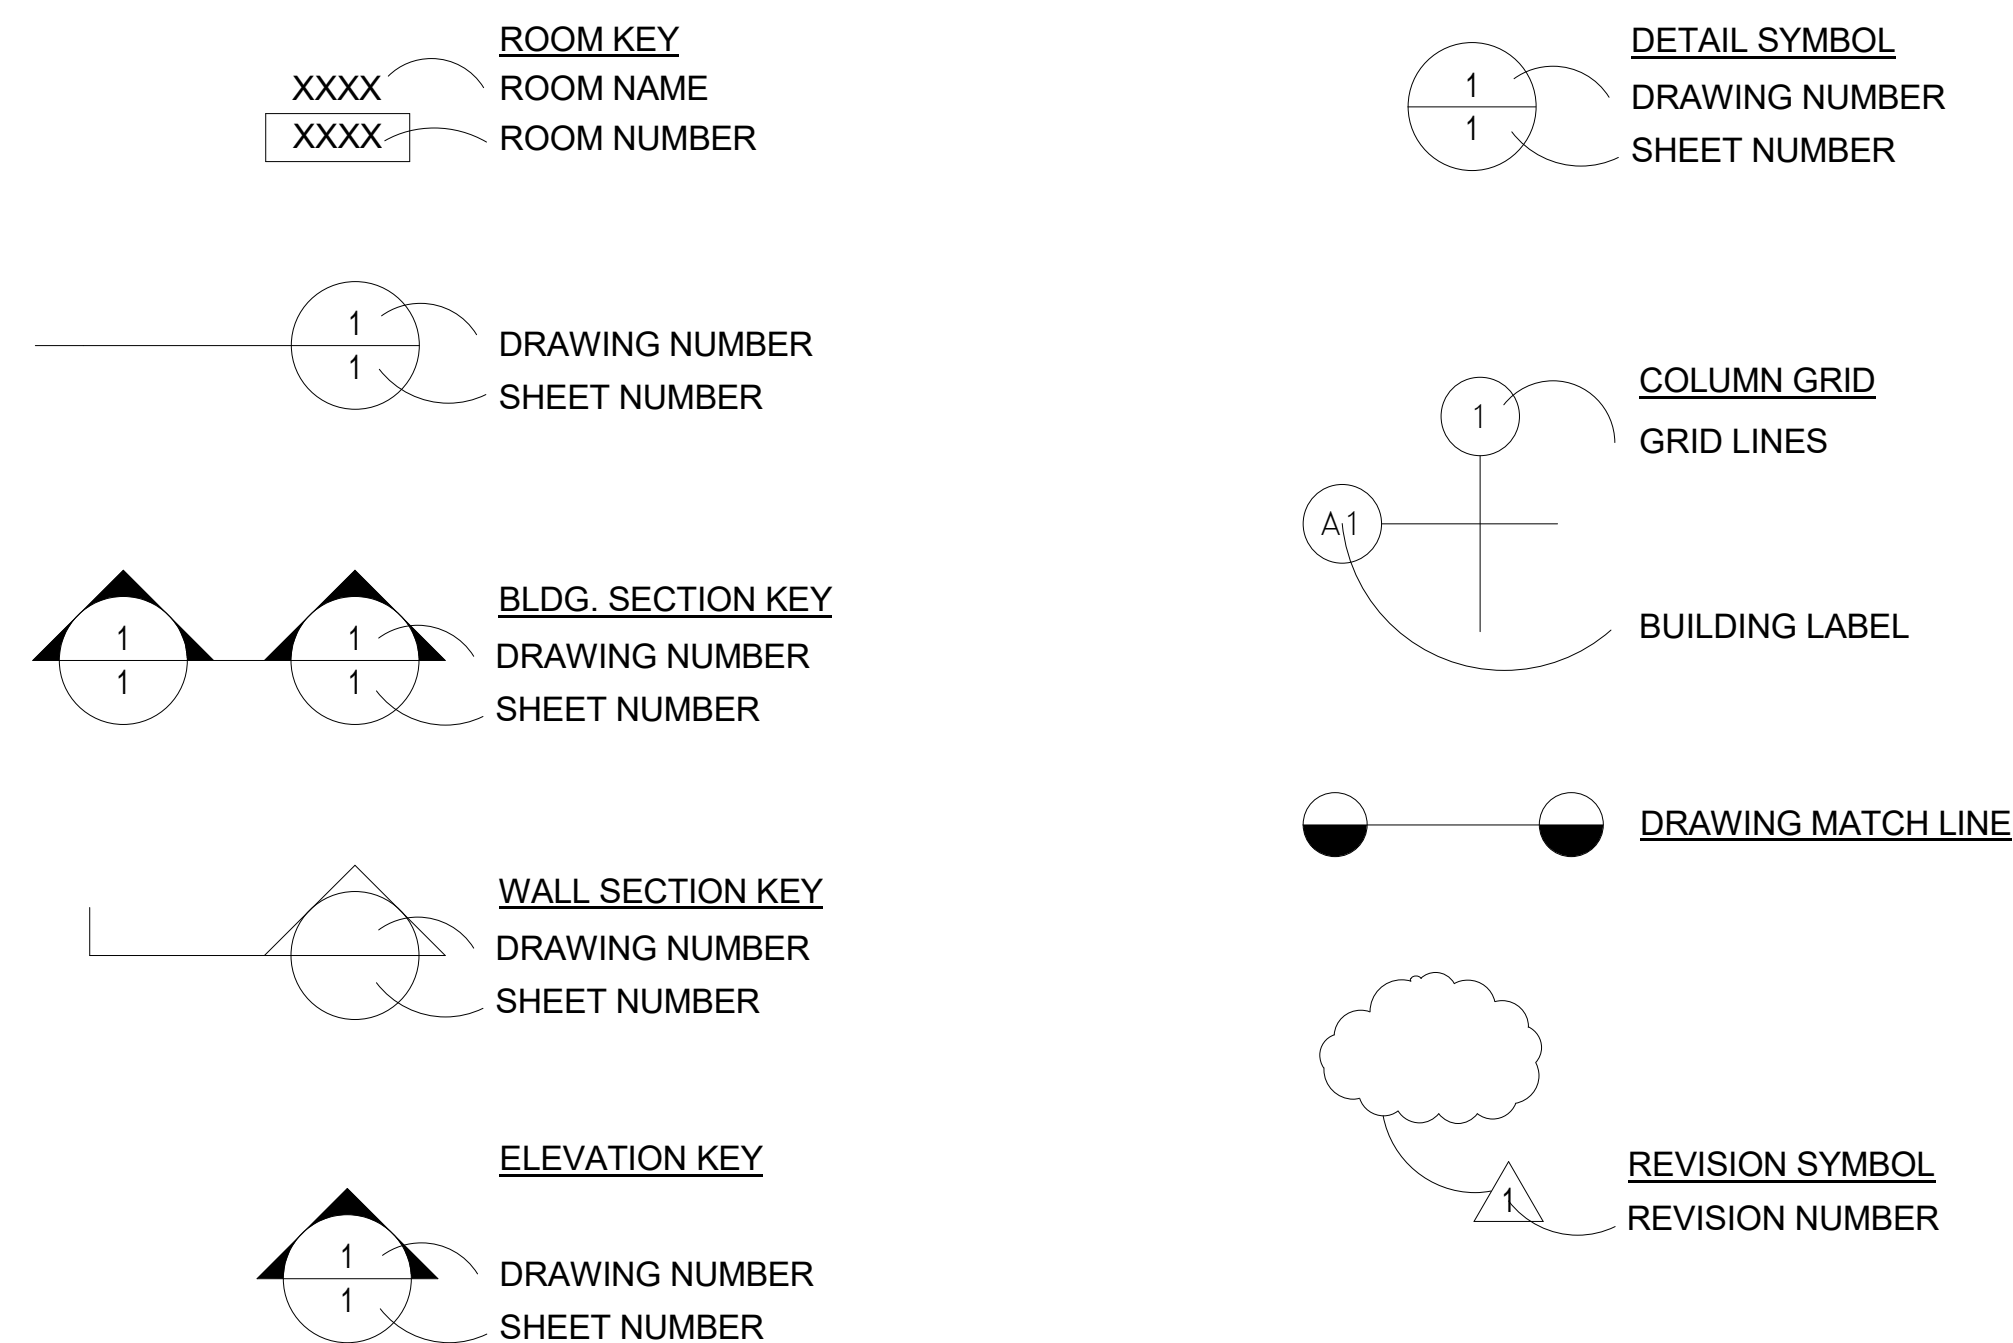 ROOM KEY
XXXX ROOM NAME
XXXX ROOM NUMBER
1 DRAWING NUMBER
1 SHEET NUMBER
BLDG. SECTION KEY
1 1 DRAWING NUMBER
1 1 SHEET NUMBER
WALL SECTION KEY
DRAWING NUMBER
SHEET NUMBER
ELEVATION KEY
1 DRAWING NUMBER
1 SHEET NUMBER
DETAIL SYMBOL
1 DRAWING NUMBER
1 SHEET NUMBER
COLUMN GRID
1 GRID LINES
A1
BUILDING LABEL
DRAWING MATCH LINE
REVISION SYMBOL
1 REVISION NUMBER